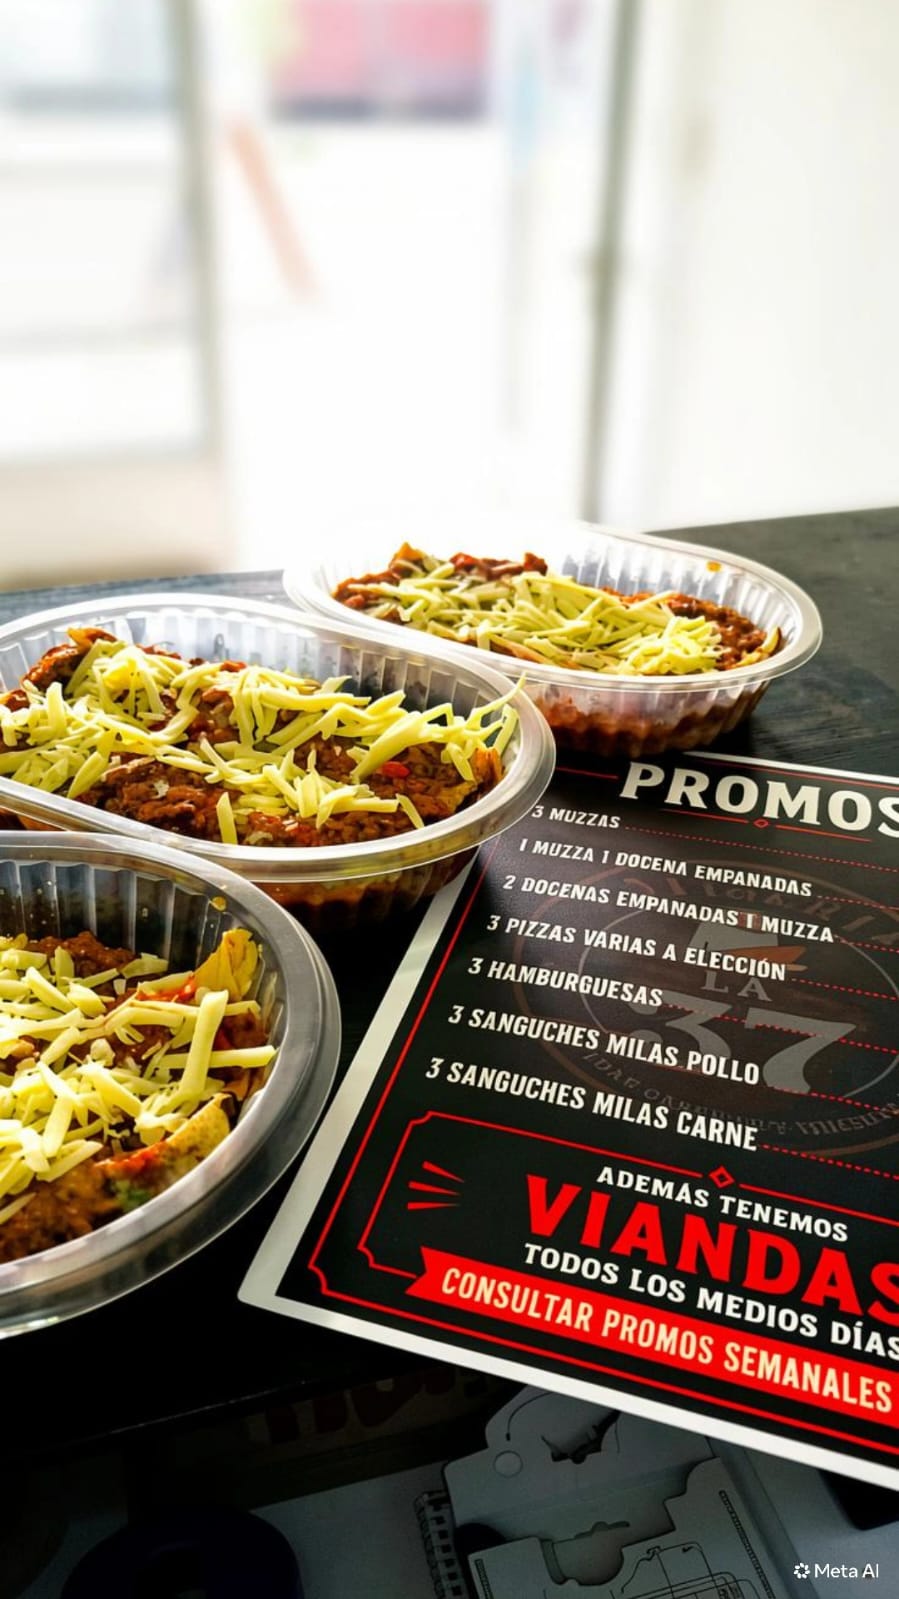 PROMOS
3 MUZZAS
1 MUZZA 1 DOCENA EMPANADAS
2 DOCENAS EMPANADAS 1 MUZZA
3 PIZZAS VARIAS A ELECCIÓN
3 HAMBURGUESAS
3 SANGUCHES MILAS POLLO
3 SANGUCHES MILAS CARNE
LA
37
ADEMÁS TENEMOS
VIANDAS
TODOS LOS MEDIOS DÍAS
CONSULTAR PROMOS SEMANALES
Meta AI